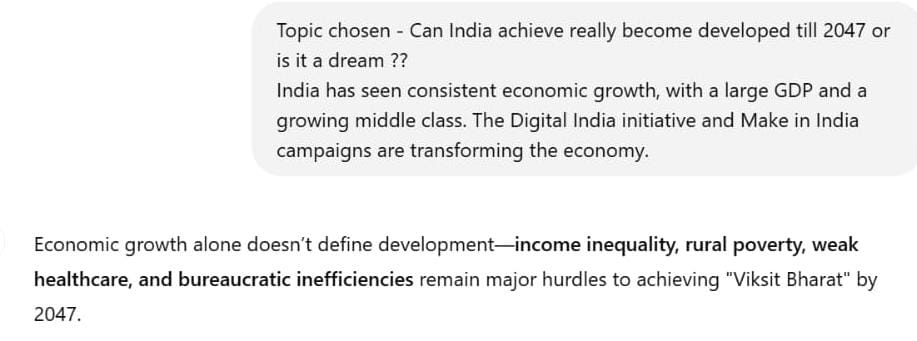 Topic chosen - Can India achieve really become developed till 2047 or
is it a dream ??
India has seen consistent economic growth, with a large GDP and a
growing middle class. The Digital India initiative and Make in India
campaigns are transforming the economy.
Economic growth alone doesn't define development—income inequality, rural poverty, weak
healthcare, and bureaucratic inefficiencies remain major hurdles to achieving "Viksit Bharat" by
2047.